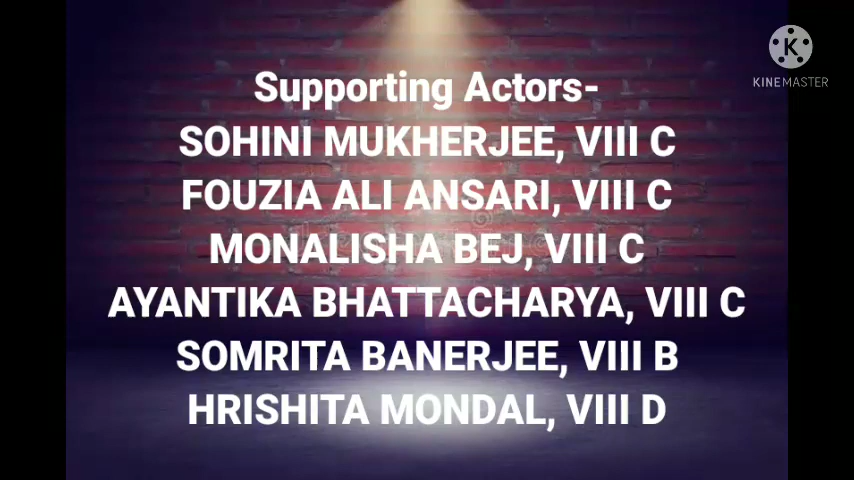 Supporting Actors-
SOHINI MUKHERJEE, VIII C
FOUZIA ALI ANSARI, VIII C
MONALISHA BEJ, VIII C
AYANTIKA BHATTACHARYA, VIII C
SOMRITA BANERJEE, VIII B
HRISHITA MONDAL, VIII D
K
KINEMASTER